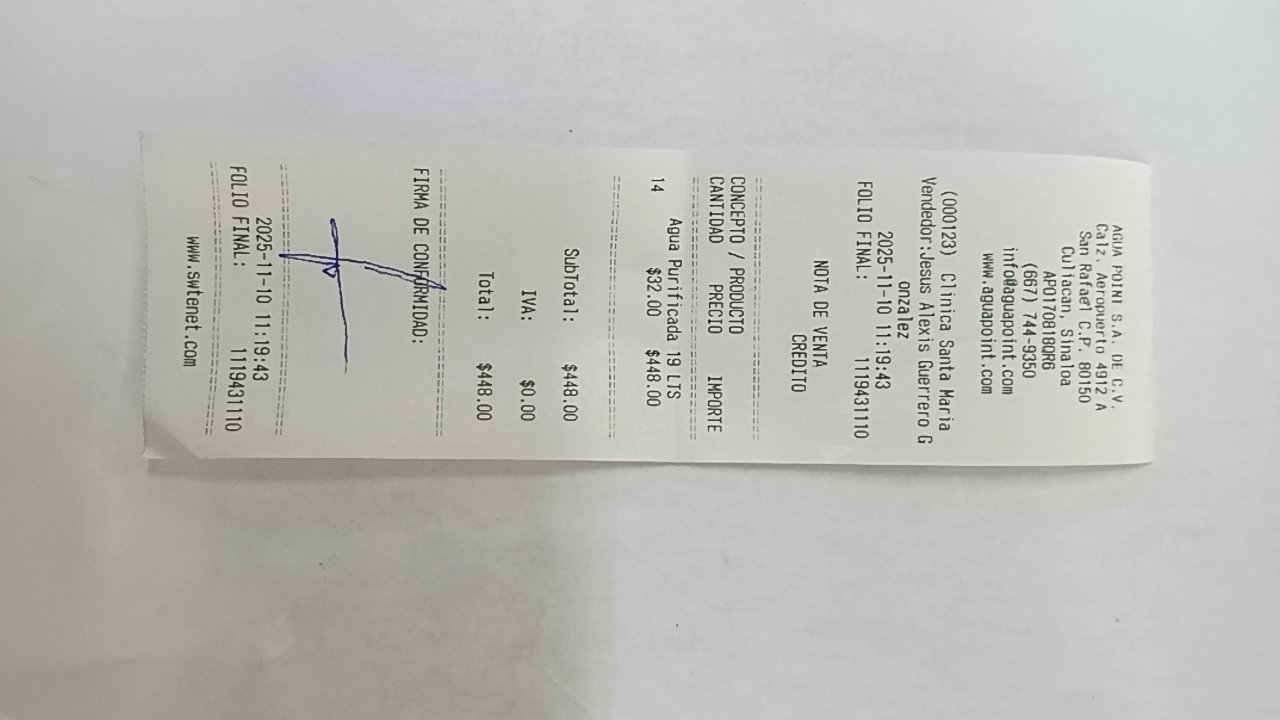 AGUA POINT S.A. DE C.V.
Calz. Aeropuerto 4912 A
San Rafael C.P. 80150
Culiacan, Sinaloa
APO170818QR6
(667) 744-9350
info@aguapoint.com
www.aguapoint.com
(000123) Clinica Santa Maria
Vendedor:Jesus Alexis Guerrero G
onzalez
2025-11-10 11:19:43
FOLIO FINAL: 1119431110
NOTA DE VENTA
CREDITO
CONCEPTO / PRODUCTO
CANTIDAD PRECIO IMPORTE
Agua Purificada 19 LTS
14 $32.00 $448.00
SubTotal: $448.00
IVA: $0.00
Total: $448.00
FIRMA DE CONFORMIDAD:
2025-11-10 11:19:43
FOLIO FINAL: 1119431110
www.swtenet.com